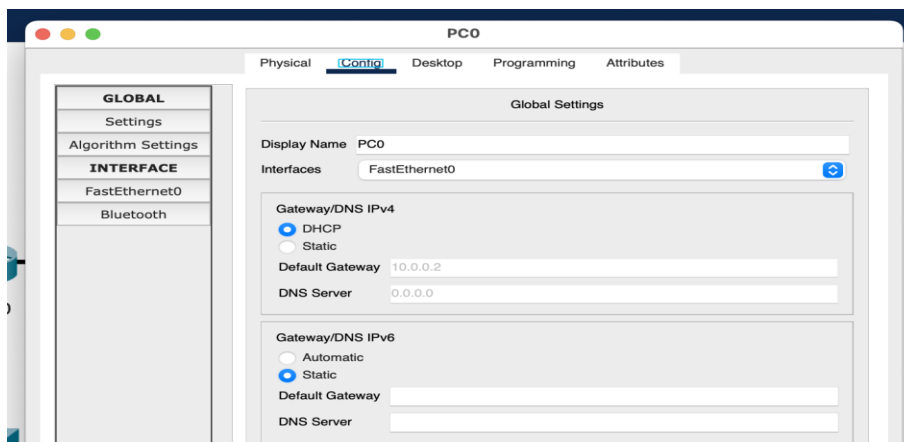 PC0
Physical Config Desktop Programming Attributes
GLOBAL
Settings
Algorithm Settings
INTERFACE
FastEthernet0
Bluetooth
Global Settings
Display Name PC0
Interfaces FastEthernet0
Gateway/DNS IPv4
DHCP
Static
Default Gateway 10.0.0.2
DNS Server 0.0.0.0
Gateway/DNS IPv6
Automatic
Static
Default Gateway
DNS Server